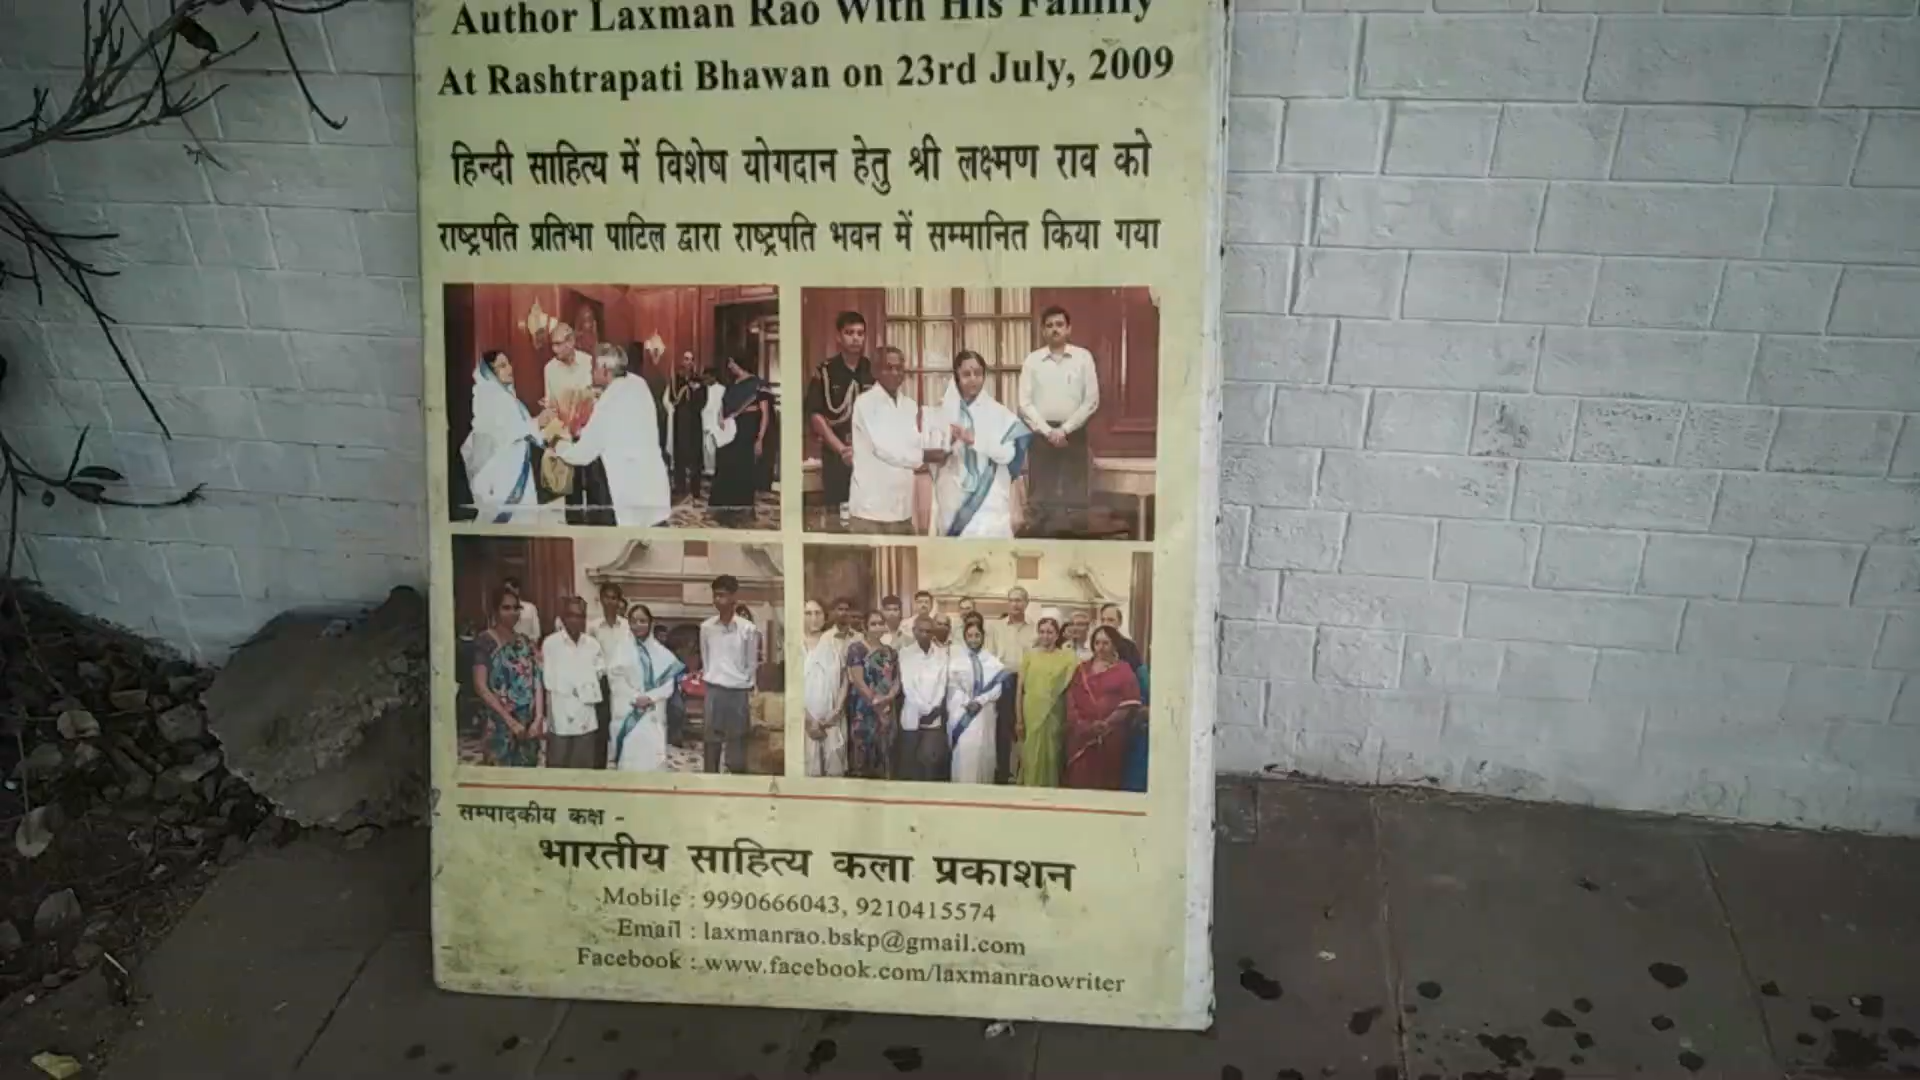 Author Laxman Rao With His Family
At Rashtrapati Bhawan on 23rd July, 2009
हिन्दी साहित्य में विशेष योगदान हेतु श्री लक्ष्मण राव को
राष्ट्रपति प्रतिभा पाटिल द्वारा राष्ट्रपति भवन में सम्मानित किया गया
सम्पादकीय कक्ष -
भारतीय साहित्य कला प्रकाशन
Mobile : 9990666043, 9210415574
Email : laxmanrao.bskp@gmail.com
Facebook : www.facebook.com/laxmanraowriter